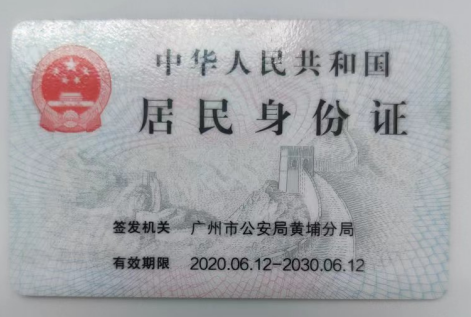 中华人民共和国
居民身份证
签发机关 广州市公安局黄埔分局
有效期限 2020.06.12-2030.06.12